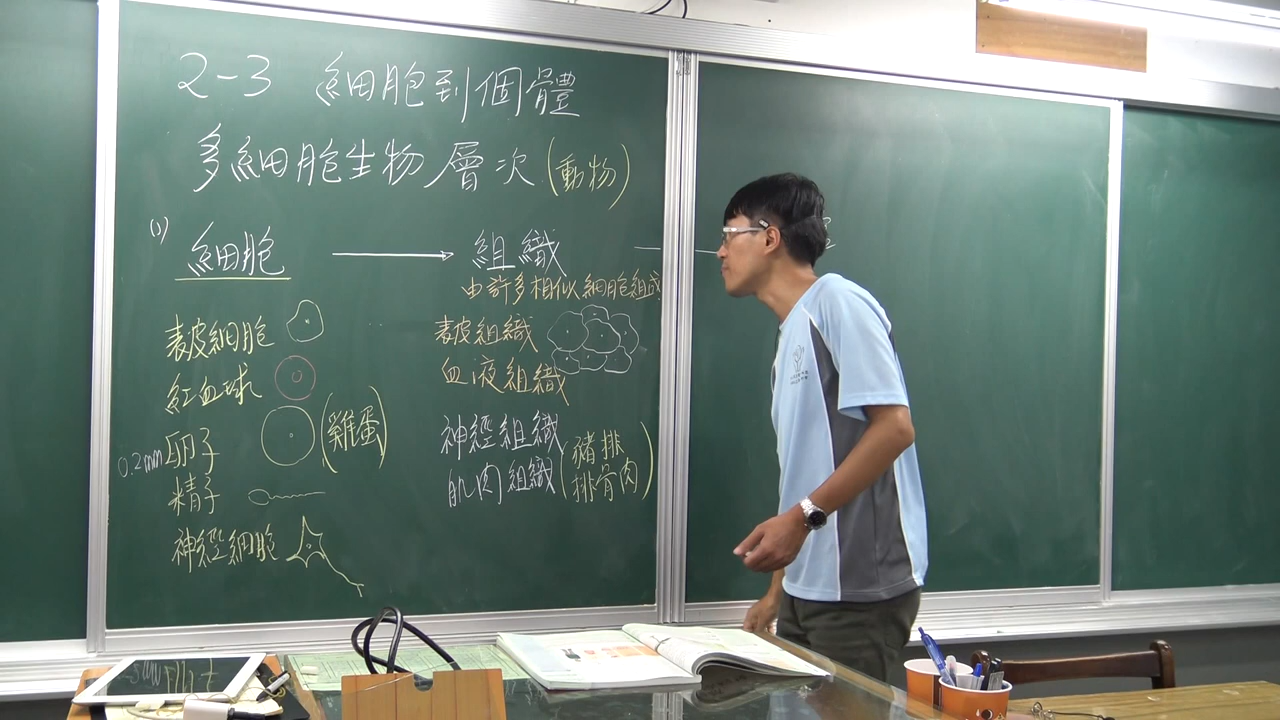 2-3 細胞到個體
多細胞生物層次(動物)
(1) 細胞 → 組織
由許多相似細胞組成
表皮細胞
紅血球
0.2mm 卵子 (雞蛋)
精子
神經細胞
表皮組織
血液組織
神經組織
肌肉組織 (豬排
排骨肉)